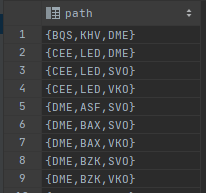 path
1 {BQS,KHV,DME}
2 {CEE,LED,DME}
3 {CEE,LED,SVO}
4 {CEE,LED,VKO}
5 {DME,ASF,SVO}
6 {DME,BAX,SVO}
7 {DME,BAX,VKO}
8 {DME,BZK,SVO}
9 {DME,BZK,VKO}